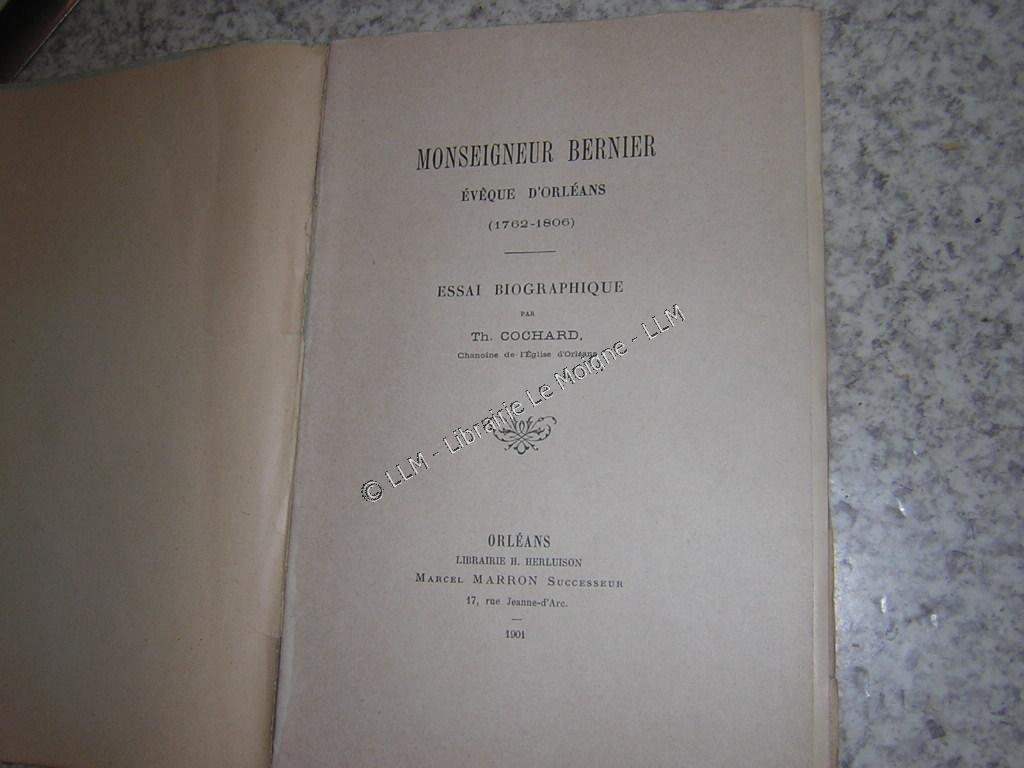 MONSEIGNEUR BERNIER
ÉVÊQUE D'ORLÉANS
(1762-1806)
ESSAI BIOGRAPHIQUE
PAR
Th. COCHARD,
Chanoine de l'Église d'Orléans
© LLM - Librairie Le Moigne - LLM
ORLÉANS
LIBRAIRIE H. HERLUISON
MARCEL MARRON SUCCESSEUR
17, rue Jeanne-d'Arc.
1901